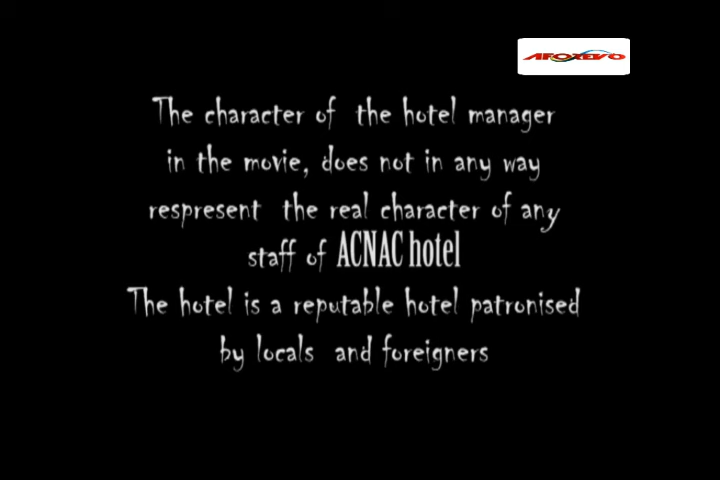 AFOREVO
The character of the hotel manager
in the movie, does not in any way
respresent the real character of any
staff of ACNAC hotel
The hotel is a reputable hotel patronised
by locals and foreigners